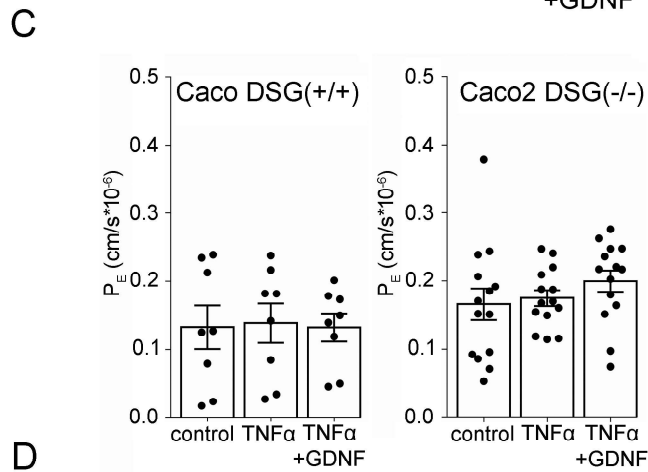 +GDNF
C
Caco DSG(+/+)
P_E (cm/s*10^-6)
0.5
0.4
0.3
0.2
0.1
0.0
control TNFα TNFα
+GDNF
Caco2 DSG(-/-)
P_E (cm/s*10^-6)
0.5
0.4
0.3
0.2
0.1
0.0
control TNFα TNFα
+GDNF
D